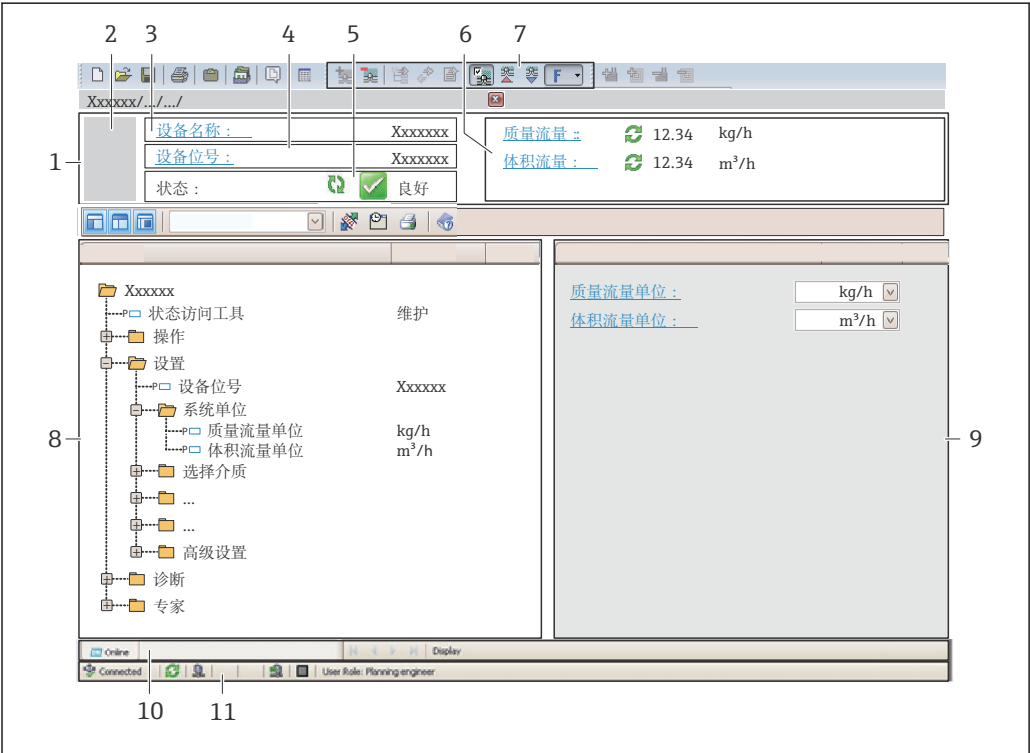 2 3 4 5 6 7
F
Xxxxxx/.../.../
设备名称： Xxxxxxx
设备位号： Xxxxxxx
状态： 良好
质量流量:： 12.34 kg/h
体积流量： 12.34 m³/h
1
Xxxxxx
状态访问工具 维护
操作
设置
设备位号 Xxxxxx
系统单位
质量流量单位 kg/h
体积流量单位 m³/h
选择介质
...
...
高级设置
诊断
专家
8
质量流量单位： kg/h
体积流量单位： m³/h
9
Online Display
Connected User Role: Planning engineer
10 11